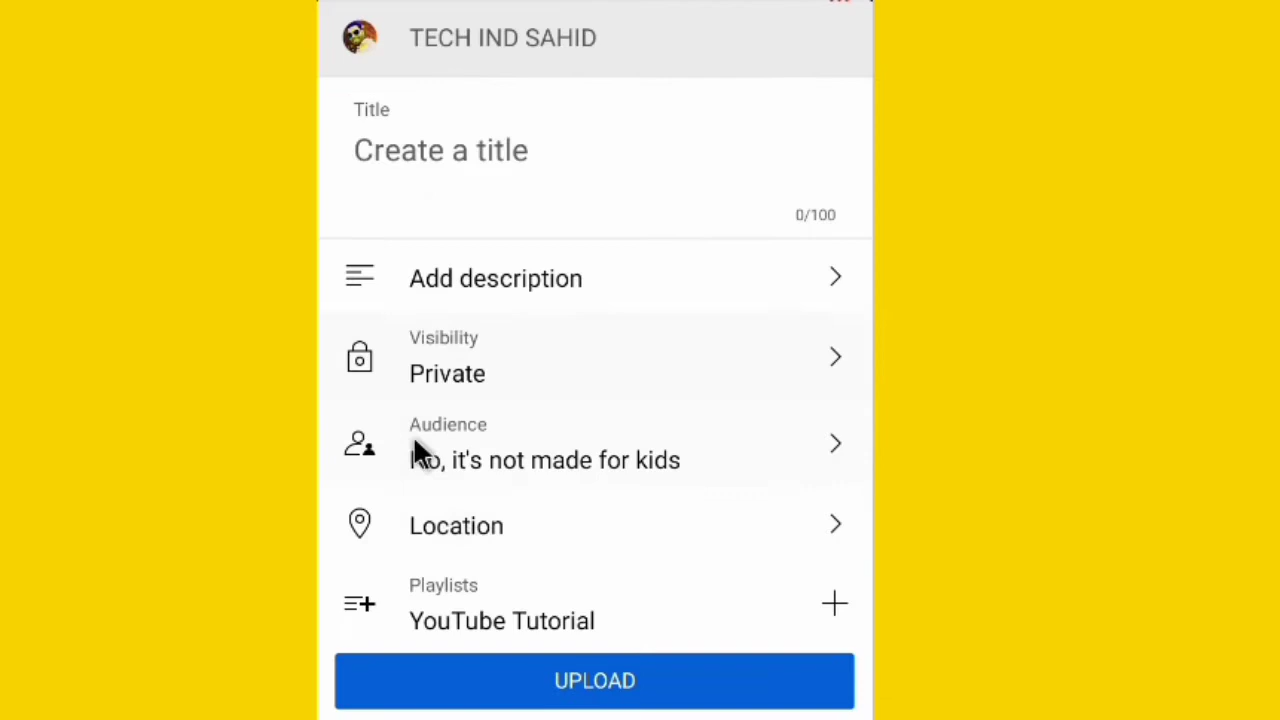 TECH IND SAHID
Title
Create a title
0/100
Add description
Visibility
Private
Audience
No, it's not made for kids
Location
Playlists
YouTube Tutorial
UPLOAD